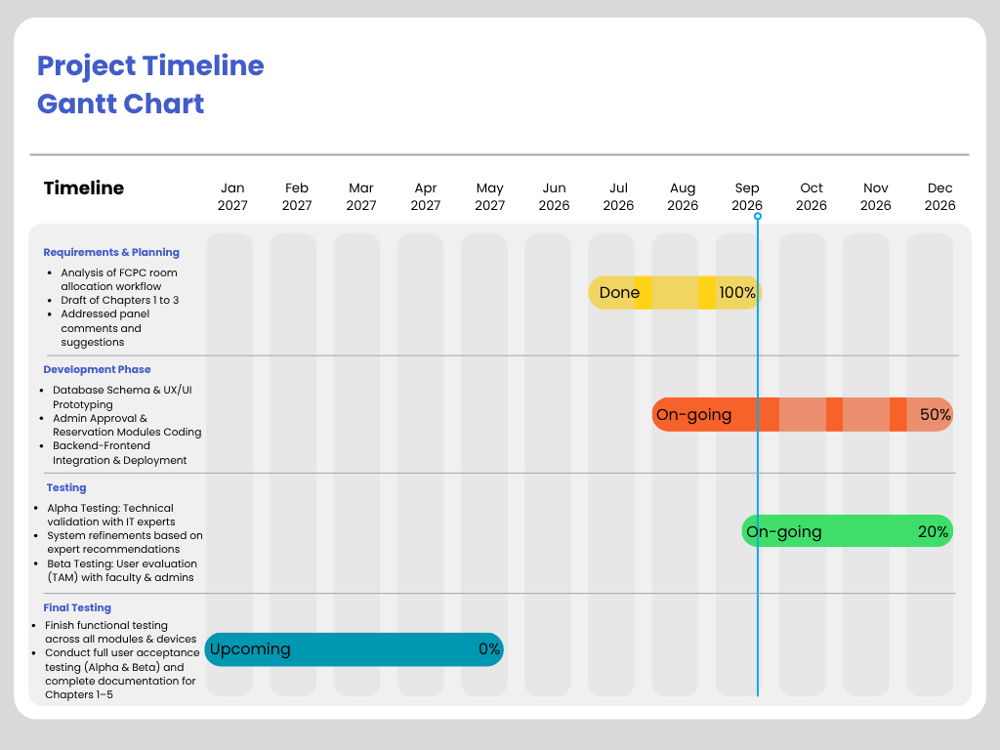 Project Timeline
Gantt Chart
Timeline
Jan 2027
Feb 2027
Mar 2027
Apr 2027
May 2027
Jun 2026
Jul 2026
Aug 2026
Sep 2026
Oct 2026
Nov 2026
Dec 2026
Requirements & Planning
• Analysis of FCPC room
allocation workflow
• Draft of Chapters 1 to 3
• Addressed panel
comments and
suggestions
Done 100%
Development Phase
• Database Schema & UX/UI
Prototyping
• Admin Approval &
Reservation Modules Coding
• Backend-Frontend
Integration & Deployment
On-going 50%
Testing
• Alpha Testing: Technical
validation with IT experts
• System refinements based on
expert recommendations
• Beta Testing: User evaluation
(TAM) with faculty & admins
On-going 20%
Final Testing
• Finish functional testing
across all modules & devices
• Conduct full user acceptance
testing (Alpha & Beta) and
complete documentation for
Chapters 1–5
Upcoming 0%